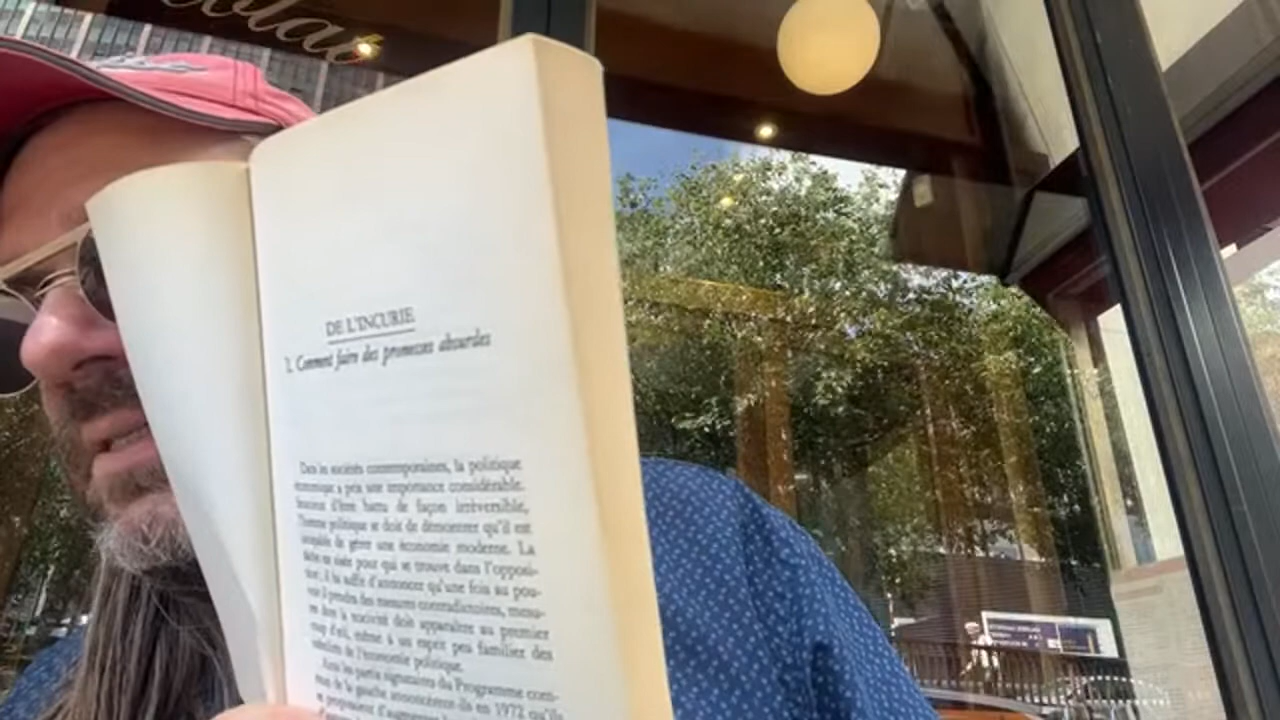 DE L'INCURIE
1. Comment faire des promesses absurdes
Dans les sociétés contemporaines, la politique
économique a pris une importance considérable.
d'être battu de façon irréversible,
l'homme politique se doit de démontrer qu'il est
capable de gérer une économie moderne. La
tâche est aisée pour qui se trouve dans l'opposi-
tion ; il lui suffit d'annoncer qu'une fois au pou-
voir il prendra des mesures contradictoires, mesu-
res dont la nocivité doit apparaître au premier
coup d'œil, même à un esprit peu familier des
subtilités de l'économie politique.
Ainsi les partis signataires du Programme com-
mun de la gauche annoncèrent-ils en 1972 qu'ils
se proposaient d'augmenter